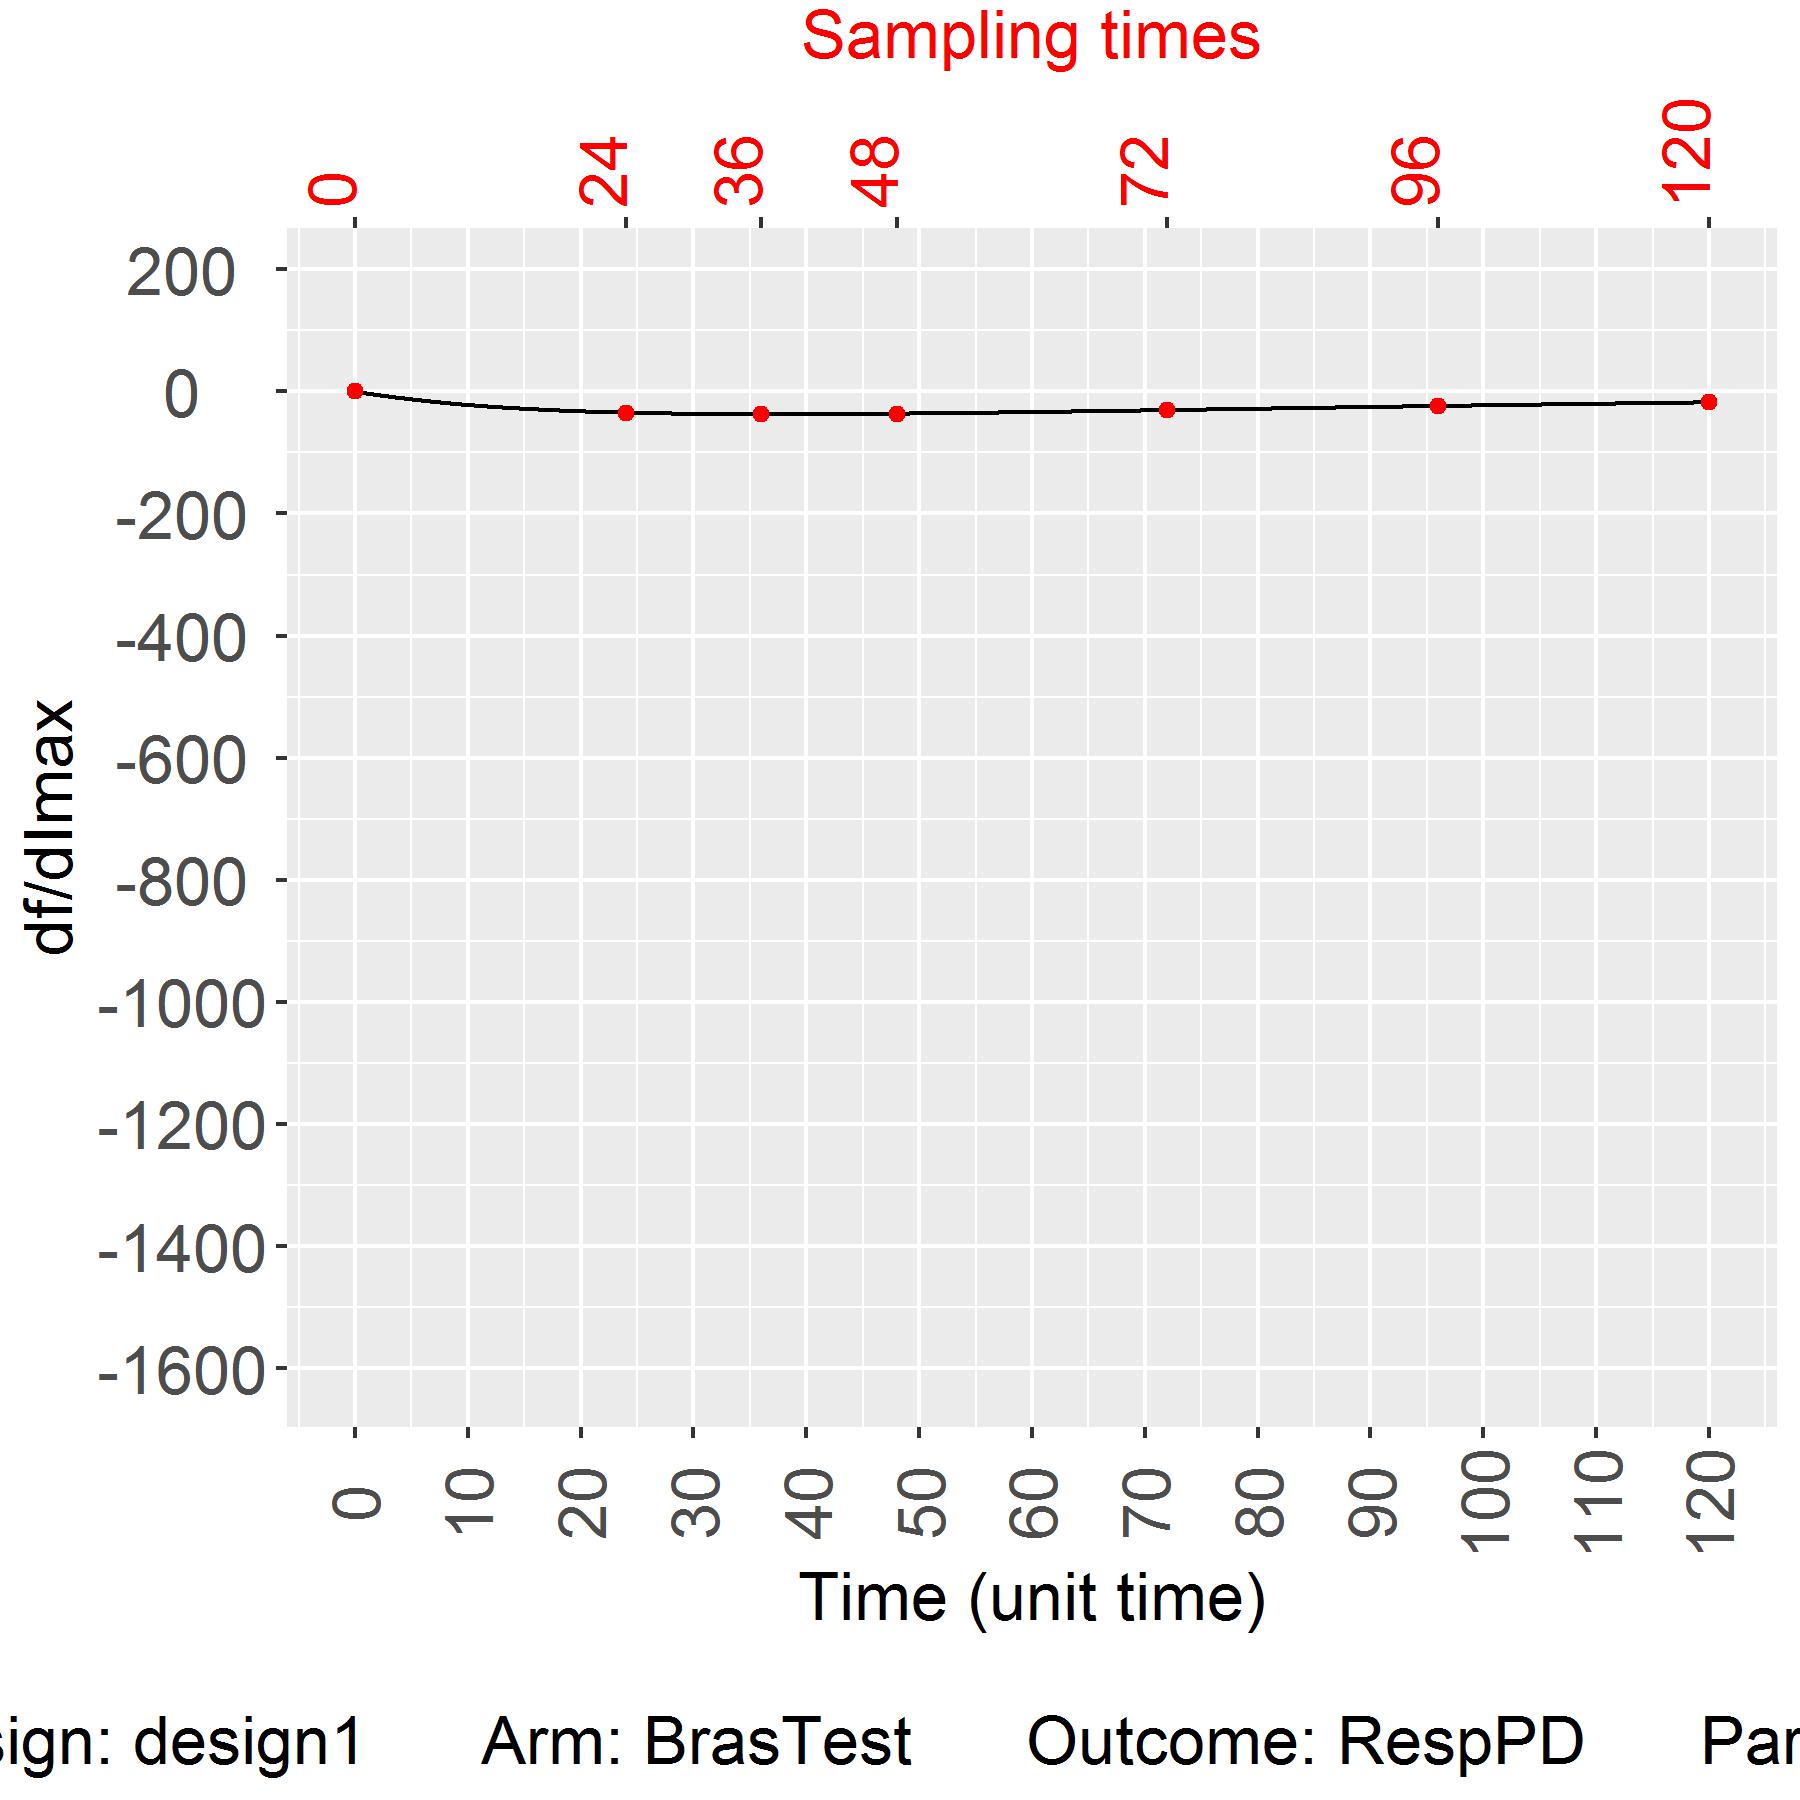 Sampling times
0 24 36 48 72 96 120
200
0
-200
-400
-600
-800
-1000
-1200
-1400
-1600
df/dImax
0 10 20 30 40 50 60 70 80 90 100 110 120
Time (unit time)
sign: design1 Arm: BrasTest Outcome: RespPD Par